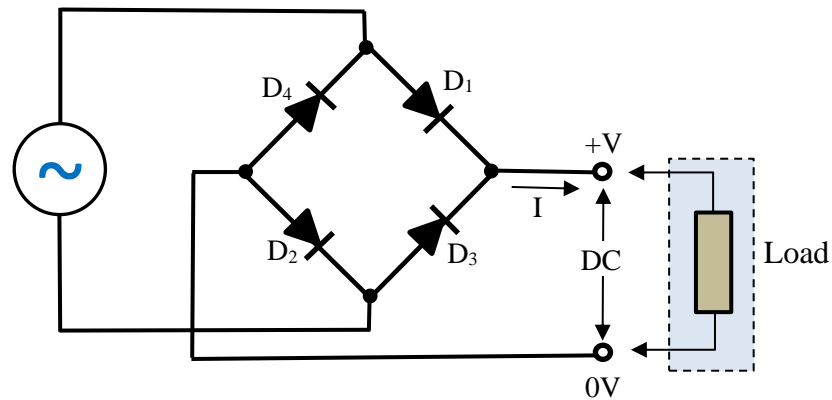 D₄
D₁
+V
I
D₂
D₃
DC
Load
0V